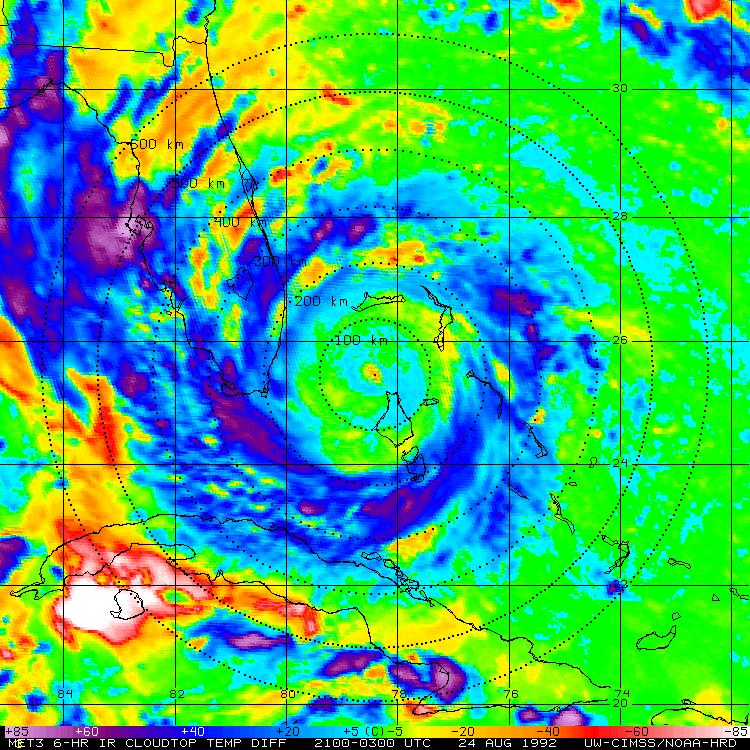 30
600 km
500 km
28
400 km
300 km
200 km
26
100 km
24
84 82 80 78 76 74
20
+85 +60 +40 +20 +5 (C) -5 -20 -40 -60 -85
MET3 6-HR IR CLOUDTOP TEMP DIFF 2100-0300 UTC 24 AUG 1992 UW-CIMSS/NOAA-HRD